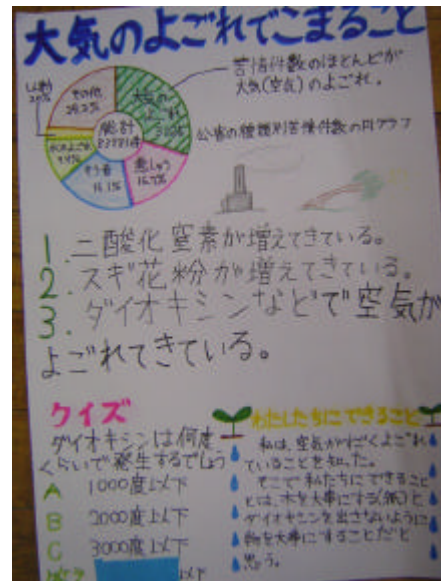 大気のよごれでこまること
苦情件数のほとんどが
大気(空気)のよごれ。
その他
大気の
よごれ
総計
悪しゅう
16.1%
公害の種類別苦情件数の円グラフ
1.二酸化窒素が増えてきている。
2.スギ花粉が増えてきている。
3.ダイオキシンなどで空気が
よごれてきている。
クイズ
ダイオキシンは何度
くらいで発生するでしょう
A 1000度以下
B 2000度以下
C 3000度以下
答え 以下
わたしたちにできること
私は、空気がすごくよごれ
ていることを知った。
そこで私たちにできるこ
とは、木を大事にする(紙)と
ダイオキシンを出さないように
物を大事にすることだと
思う。